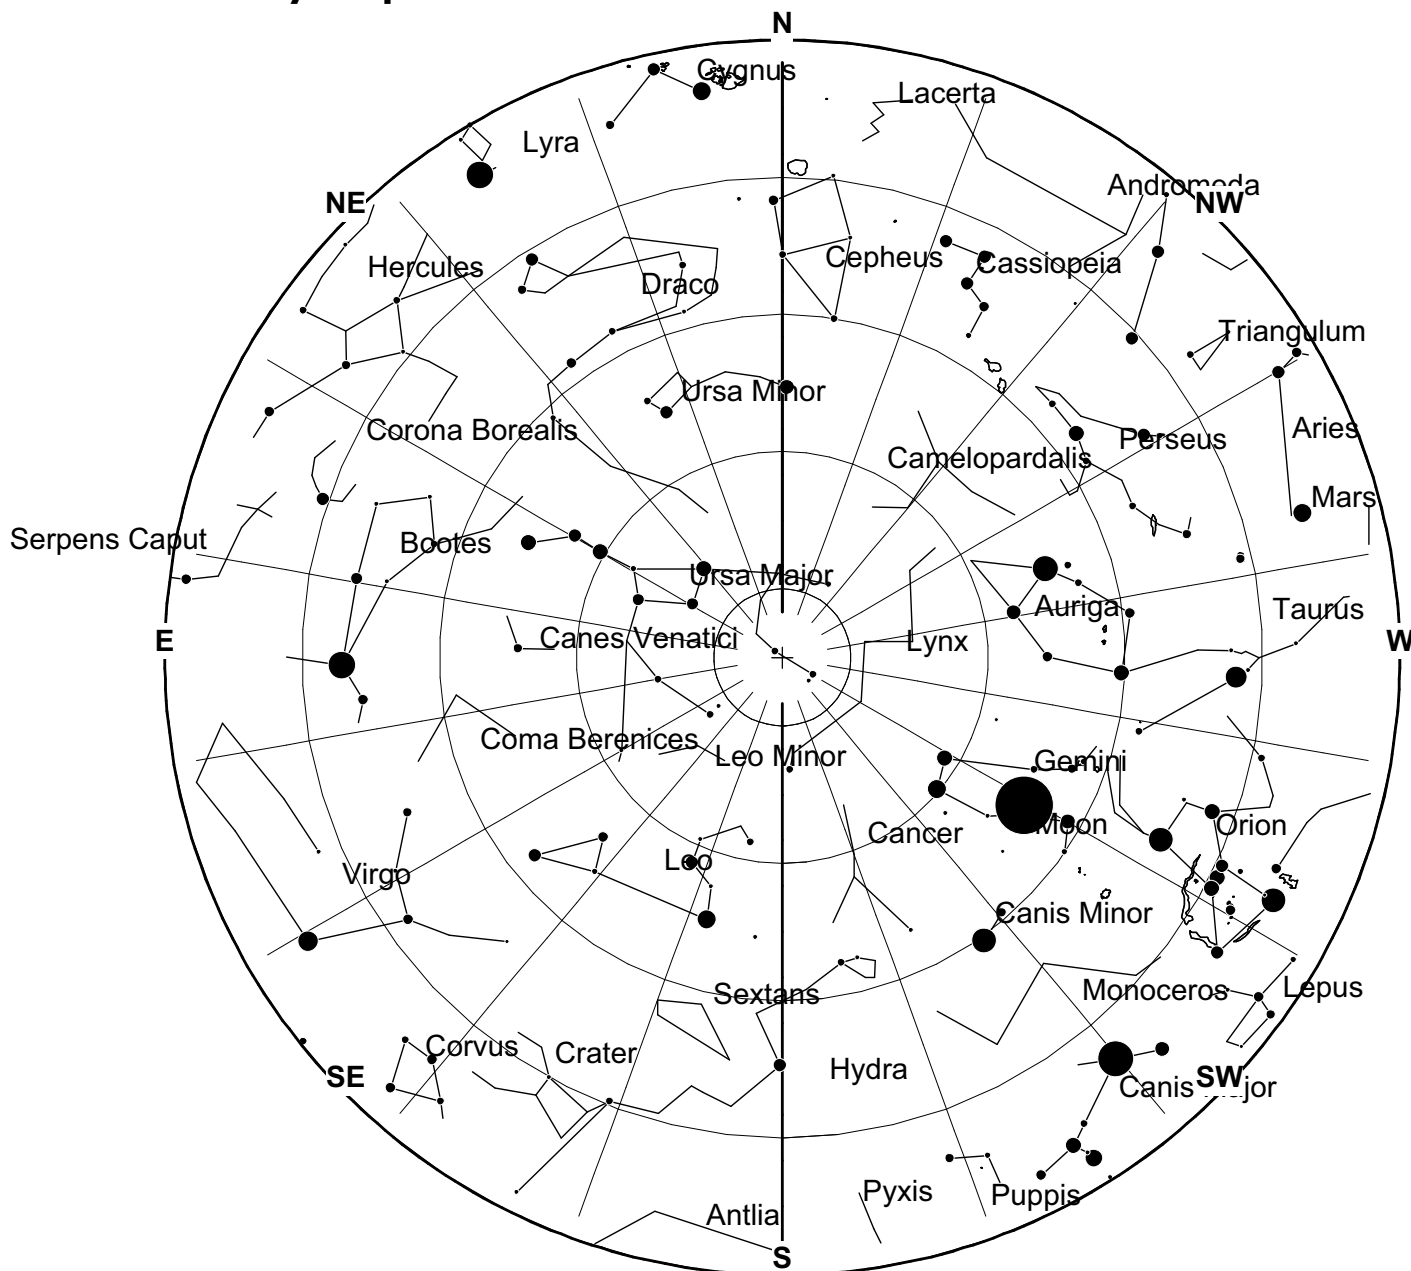 N
Cygnus
Lacerta
Lyra
Andromeda
NE
NW
Hercules
Cepheus
Cassiopeia
Draco
Triangulum
Ursa Minor
Corona Borealis
Aries
Perseus
Camelopardalis
Mars
Serpens Caput
Bootes
Ursa Major
Auriga
Taurus
E
Canes Venatici
Lynx
W
Coma Berenices
Leo Minor
Gemini
Cancer
Moon
Orion
Leo
Virgo
Canis Minor
Sextans
Monoceros
Lepus
Corvus
Crater
Hydra
SE
SW
Canis Major
Pyxis
Puppis
Antlia
S